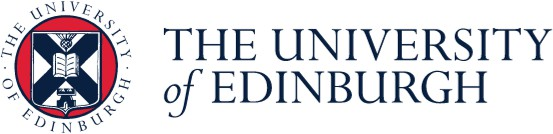 · THE UNIVERSITY ·
OF EDINBURGH
THE UNIVERSITY
of EDINBURGH